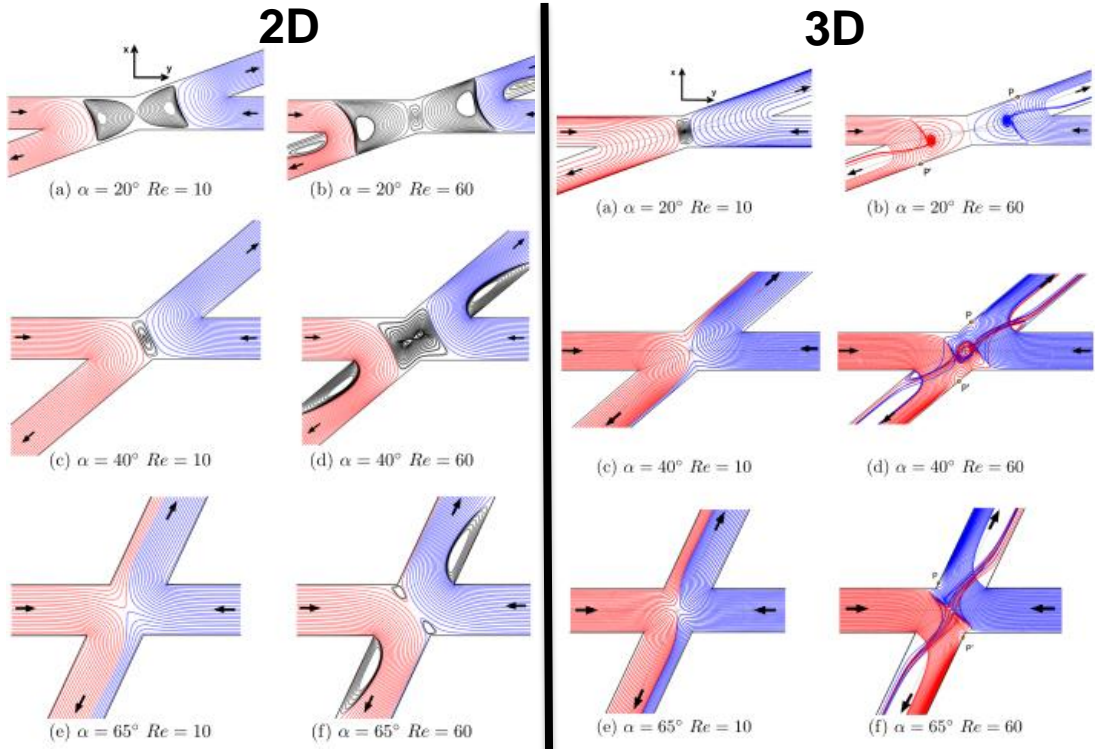 2D
x
y
(a) α = 20° Re = 10
(b) α = 20° Re = 60
(c) α = 40° Re = 10
(d) α = 40° Re = 60
(e) α = 65° Re = 10
(f) α = 65° Re = 60
3D
x
y
P
P'
(a) α = 20° Re = 10
(b) α = 20° Re = 60
P
P'
(c) α = 40° Re = 10
(d) α = 40° Re = 60
P
P'
(e) α = 65° Re = 10
(f) α = 65° Re = 60